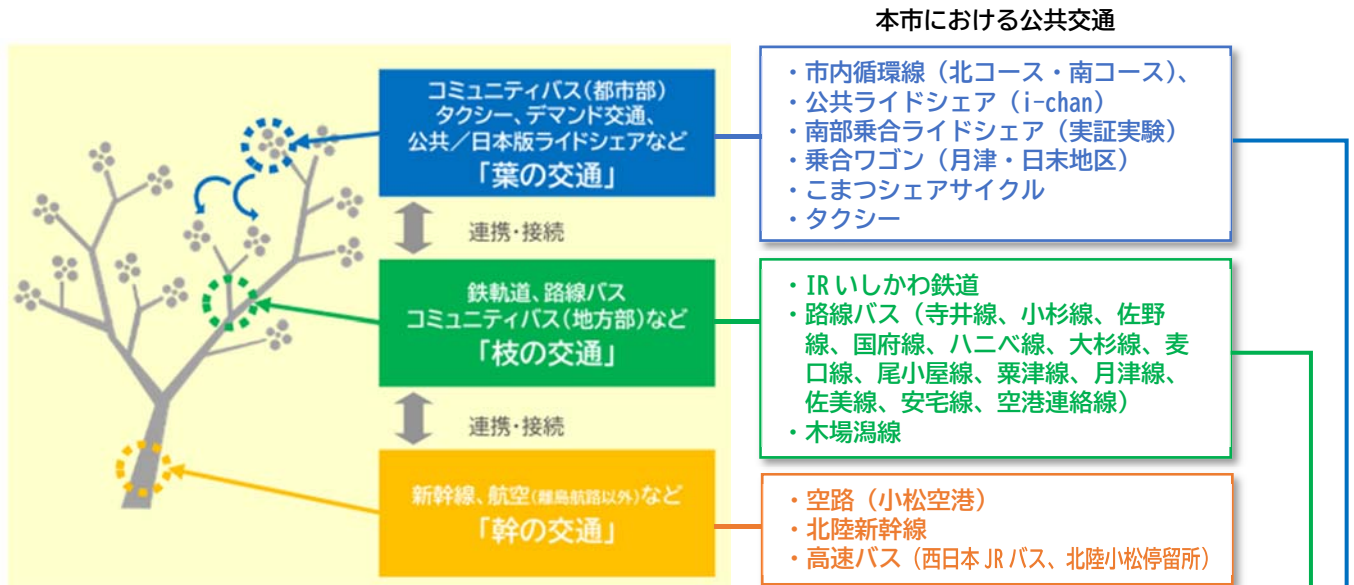 本市における公共交通
コミュニティバス(都市部)
タクシー、デマンド交通、
公共／日本版ライドシェアなど
「葉の交通」
・市内循環線（北コース・南コース）、
・公共ライドシェア（i-chan）
・南部乗合ライドシェア（実証実験）
・乗合ワゴン（月津・日末地区）
・こまつシェアサイクル
・タクシー
連携・接続
鉄軌道、路線バス
コミュニティバス(地方部)など
「枝の交通」
・IRいしかわ鉄道
・路線バス（寺井線、小杉線、佐野
線、国府線、ハニベ線、大杉線、麦
口線、尾小屋線、粟津線、月津線、
佐美線、安宅線、空港連絡線）
・木場潟線
連携・接続
新幹線、航空(離島航路以外)など
「幹の交通」
・空路（小松空港）
・北陸新幹線
・高速バス（西日本JRバス、北陸小松停留所）